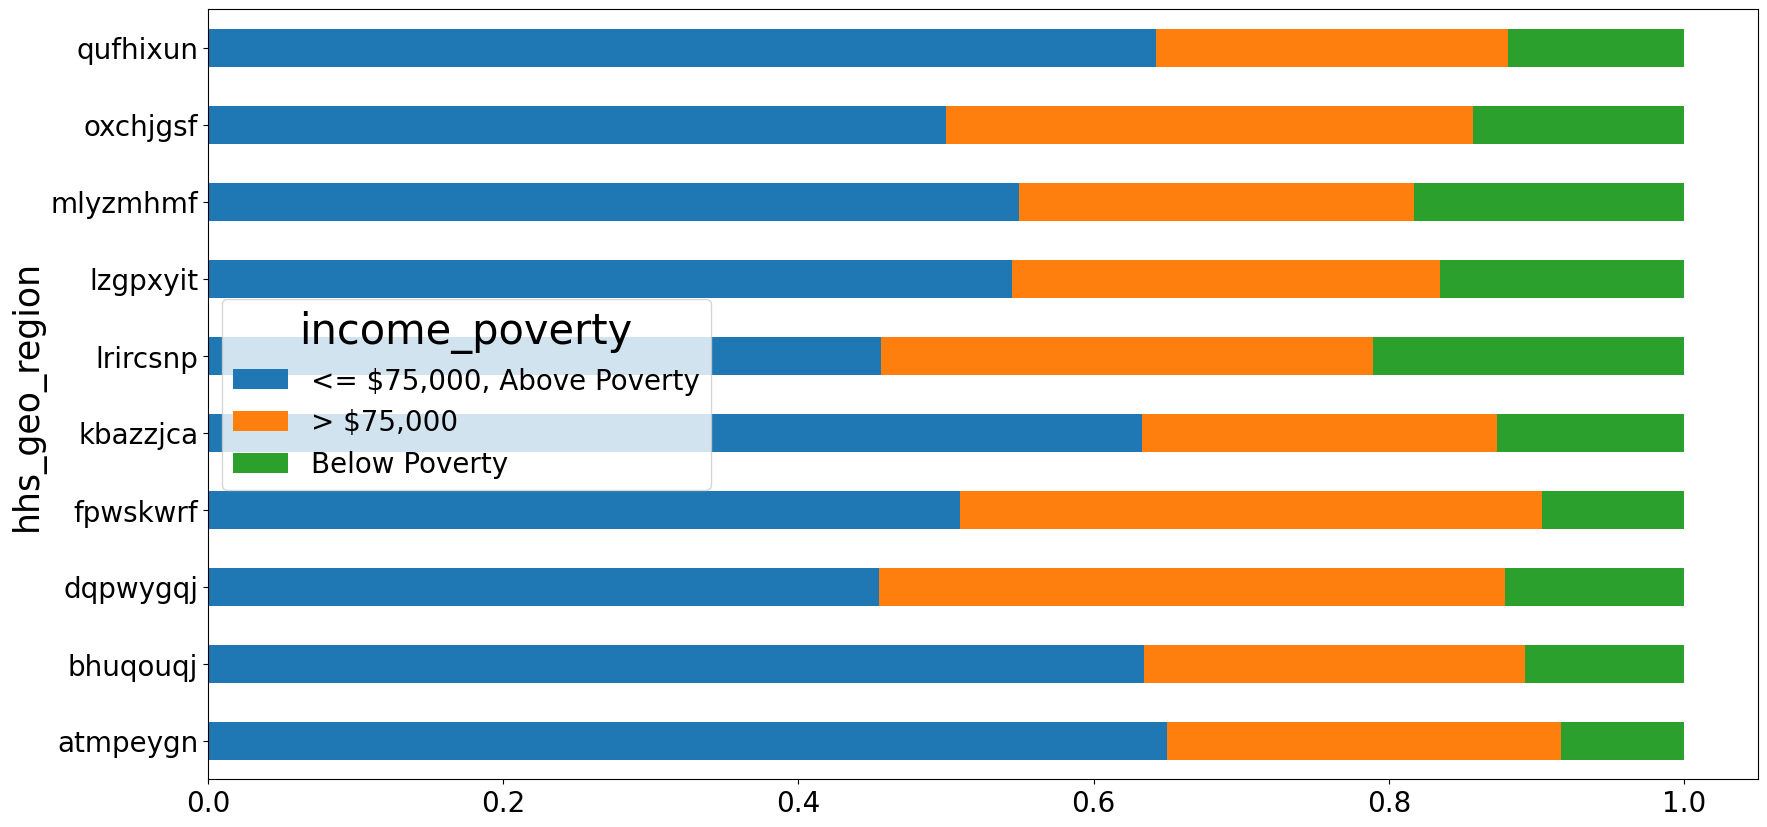 qufhixun
oxchjgsf
mlyzmhmf
lzgpxyit
lrircsnp
kbazzjca
fpwskwrf
dqpwygqj
bhuqouqj
atmpeygn
hhs_geo_region
income_poverty
<= $75,000, Above Poverty
> $75,000
Below Poverty
0.0 0.2 0.4 0.6 0.8 1.0